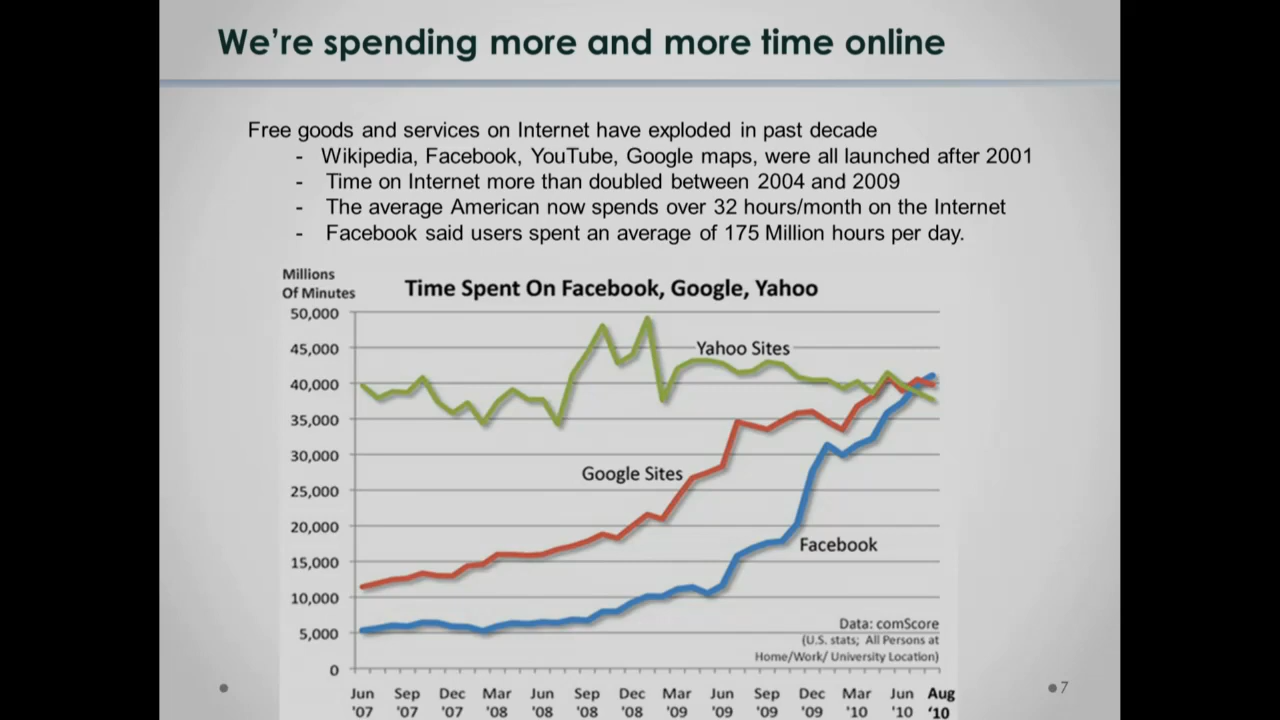 We're spending more and more time online
Free goods and services on Internet have exploded in past decade
- Wikipedia, Facebook, YouTube, Google maps, were all launched after 2001
- Time on Internet more than doubled between 2004 and 2009
- The average American now spends over 32 hours/month on the Internet
- Facebook said users spent an average of 175 Million hours per day.
Millions
Of Minutes
Time Spent On Facebook, Google, Yahoo
50,000
45,000
40,000
35,000
30,000
25,000
20,000
15,000
10,000
5,000
0
Yahoo Sites
Google Sites
Facebook
Data: comScore
(U.S. stats; All Persons at
Home/Work/ University Location)
Jun Sep Dec Mar Jun Sep Dec Mar Jun Sep Dec Mar Jun Aug
'07 '07 '07 '08 '08 '08 '08 '09 '09 '09 '09 '10 '10 '10
7